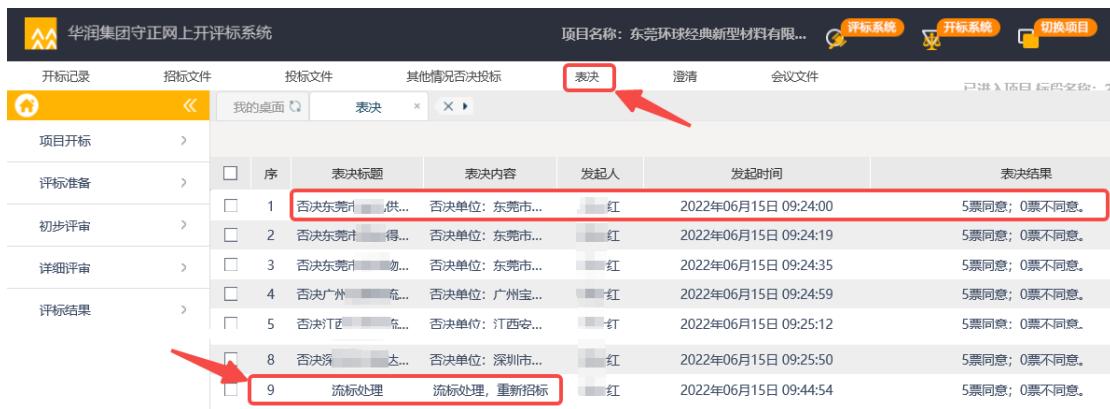 华润集团守正网上开评标系统 项目名称：东莞环球经典新型材料有限... 评标系统 开标系统 切换项目
开标记录 招标文件 投标文件 其他情况否决投标 表决 澄清 会议文件
我的桌面 表决
项目开标
评标准备
初步评审
详细评审
评标结果
序 表决标题 表决内容 发起人 发起时间 表决结果
1 否决东莞市 供... 否决单位：东莞市... 红 2022年06月15日 09:24:00 5票同意；0票不同意。
2 否决东莞市 得... 否决单位：东莞市... 红 2022年06月15日 09:24:19 5票同意；0票不同意。
3 否决东莞市 物... 否决单位：东莞市... 红 2022年06月15日 09:24:35 5票同意；0票不同意。
4 否决广州 流... 否决单位：广州宝... 红 2022年06月15日 09:24:59 5票同意；0票不同意。
5 否决江西 流... 否决单位：江西安... 红 2022年06月15日 09:25:12 5票同意；0票不同意。
8 否决深 达... 否决单位：深圳市... 红 2022年06月15日 09:25:50 5票同意；0票不同意。
9 流标处理 流标处理，重新招标 红 2022年06月15日 09:44:54 5票同意；0票不同意。